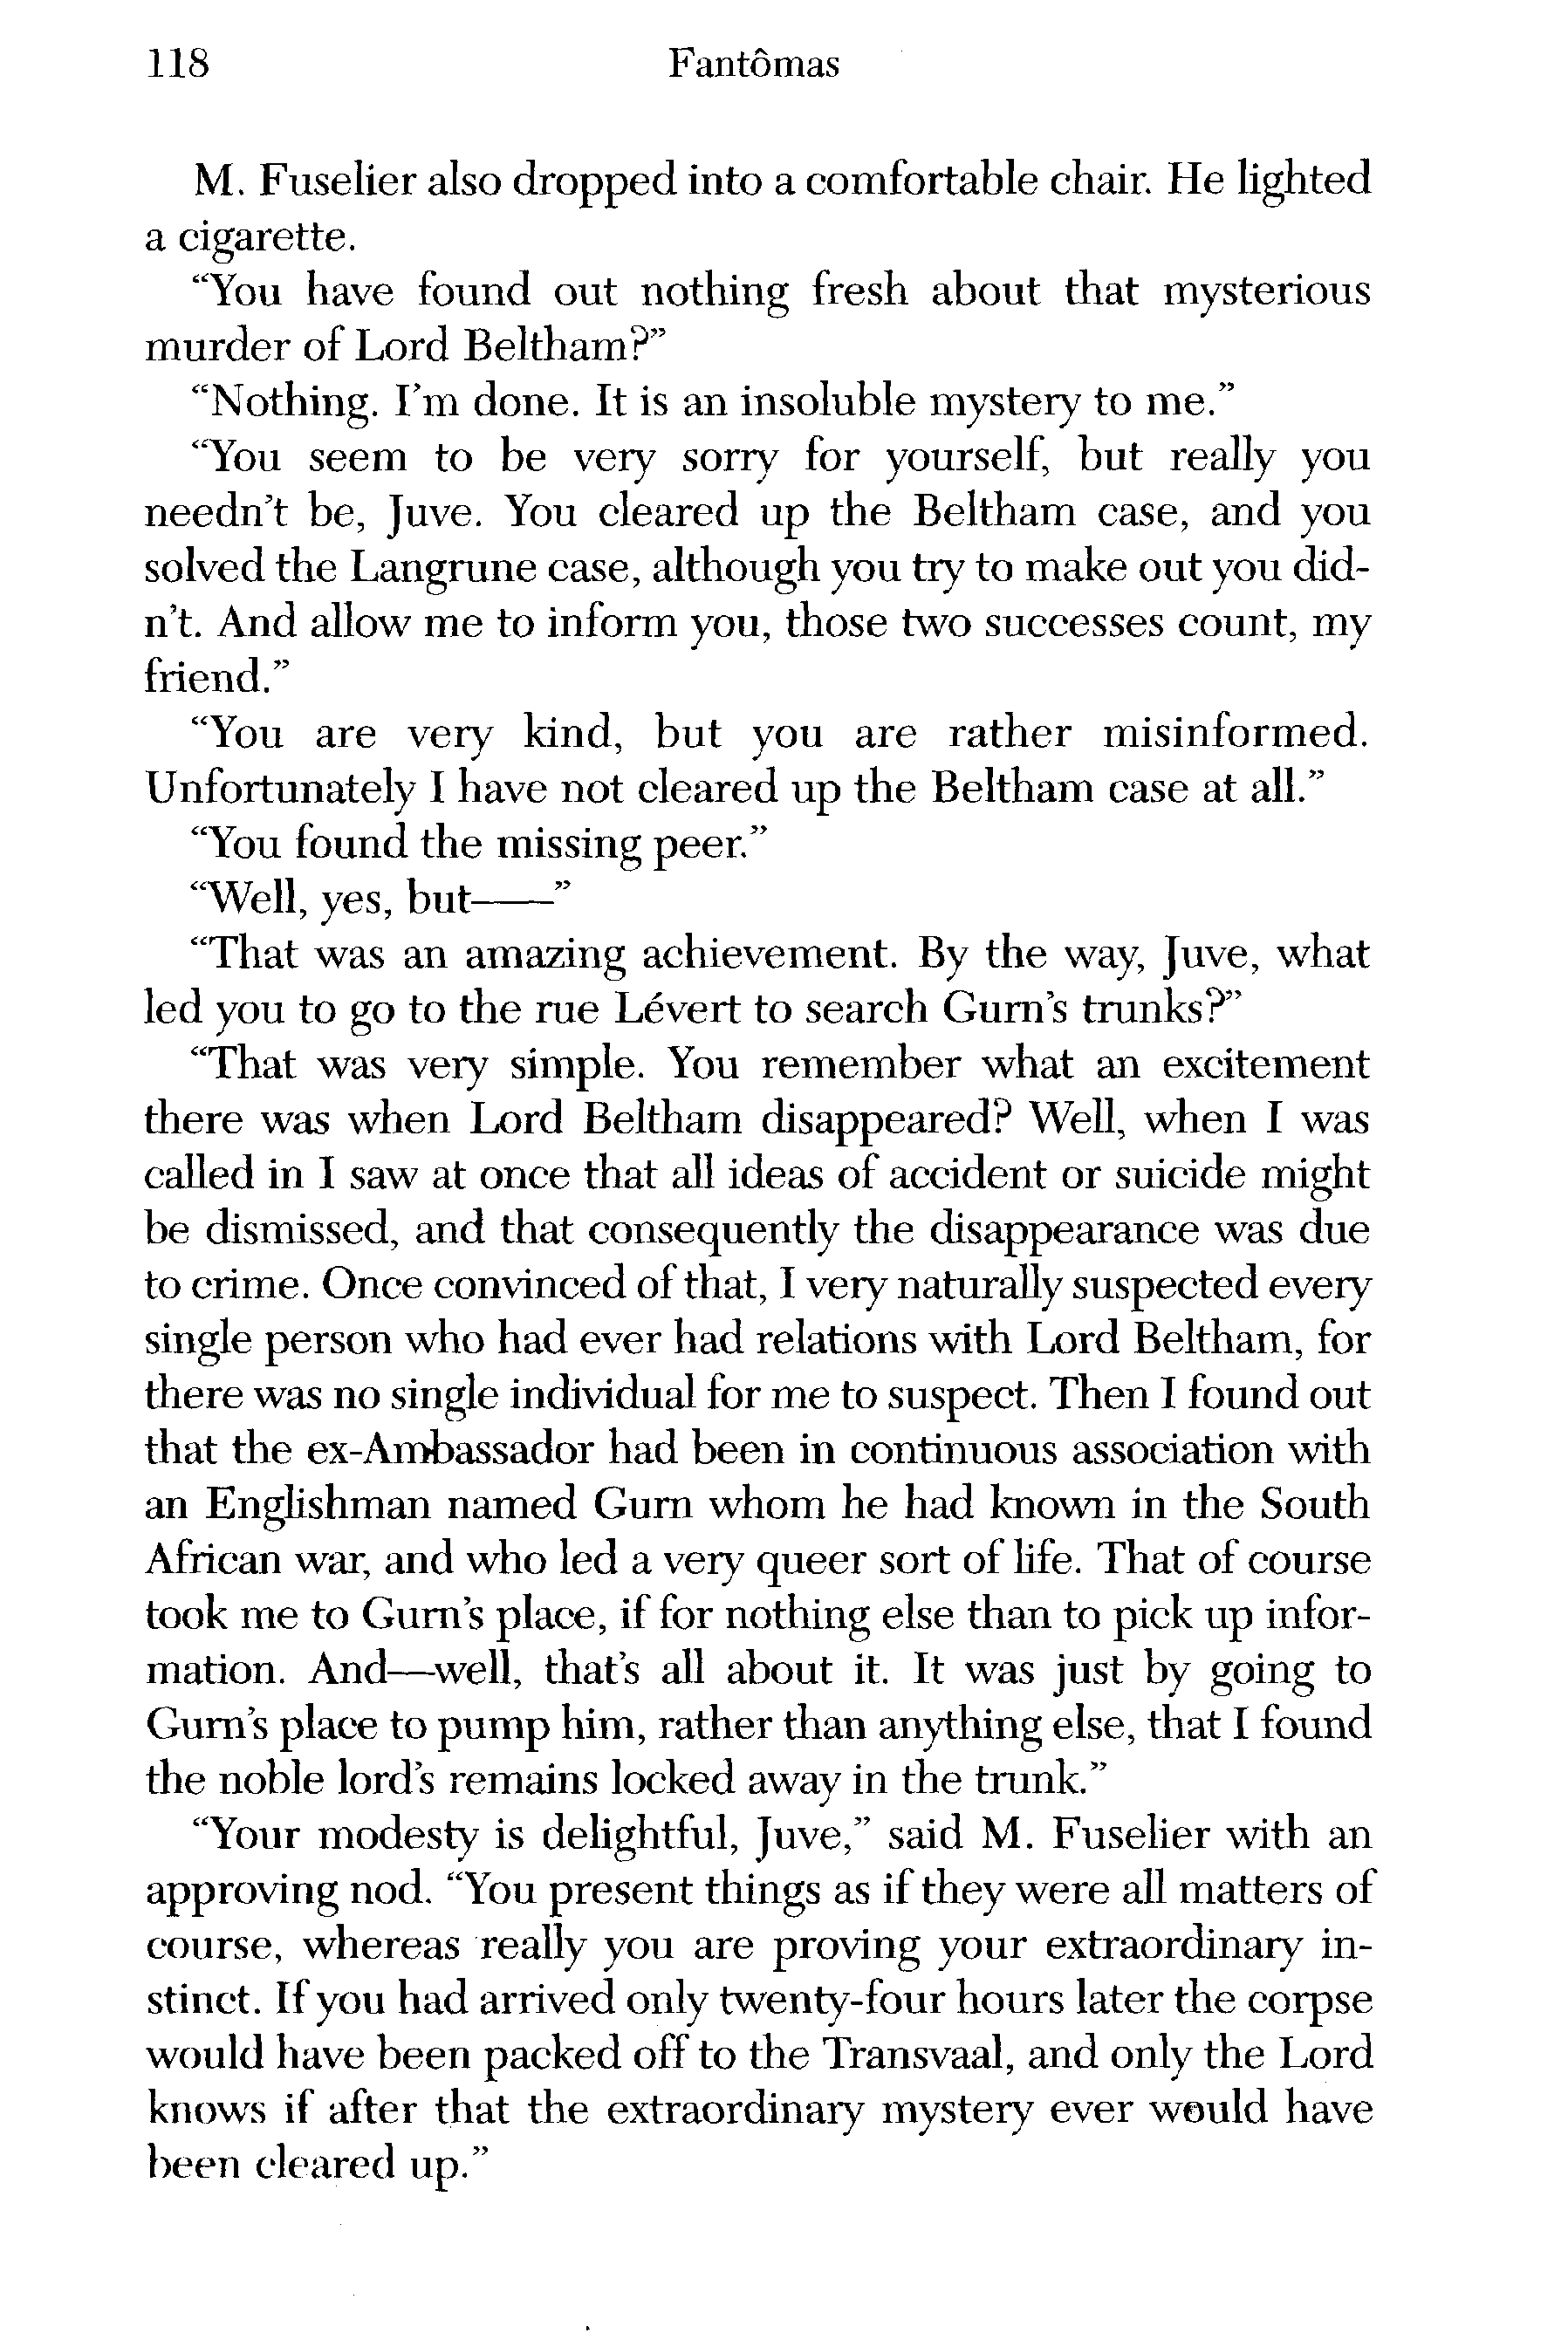 118 Fantômas
M. Fuselier also dropped into a comfortable chair. He lighted
a cigarette.
“You have found out nothing fresh about that mysterious
murder of Lord Beltham?”
“Nothing. I’m done. It is an insoluble mystery to me.”
“You seem to be very sorry for yourself, but really you
needn’t be, Juve. You cleared up the Beltham case, and you
solved the Langrune case, although you try to make out you did-
n’t. And allow me to inform you, those two successes count, my
friend.”
“You are very kind, but you are rather misinformed.
Unfortunately I have not cleared up the Beltham case at all.”
“You found the missing peer.”
“Well, yes, but——”
“That was an amazing achievement. By the way, Juve, what
led you to go to the rue Lévert to search Gurn’s trunks?”
“That was very simple. You remember what an excitement
there was when Lord Beltham disappeared? Well, when I was
called in I saw at once that all ideas of accident or suicide might
be dismissed, and that consequently the disappearance was due
to crime. Once convinced of that, I very naturally suspected every
single person who had ever had relations with Lord Beltham, for
there was no single individual for me to suspect. Then I found out
that the ex-Ambassador had been in continuous association with
an Englishman named Gurn whom he had known in the South
African war, and who led a very queer sort of life. That of course
took me to Gurn’s place, if for nothing else than to pick up infor-
mation. And—well, that’s all about it. It was just by going to
Gurn’s place to pump him, rather than anything else, that I found
the noble lord’s remains locked away in the trunk.”
“Your modesty is delightful, Juve,” said M. Fuselier with an
approving nod. “You present things as if they were all matters of
course, whereas really you are proving your extraordinary in-
stinct. If you had arrived only twenty-four hours later the corpse
would have been packed off to the Transvaal, and only the Lord
knows if after that the extraordinary mystery ever would have
been cleared up.”